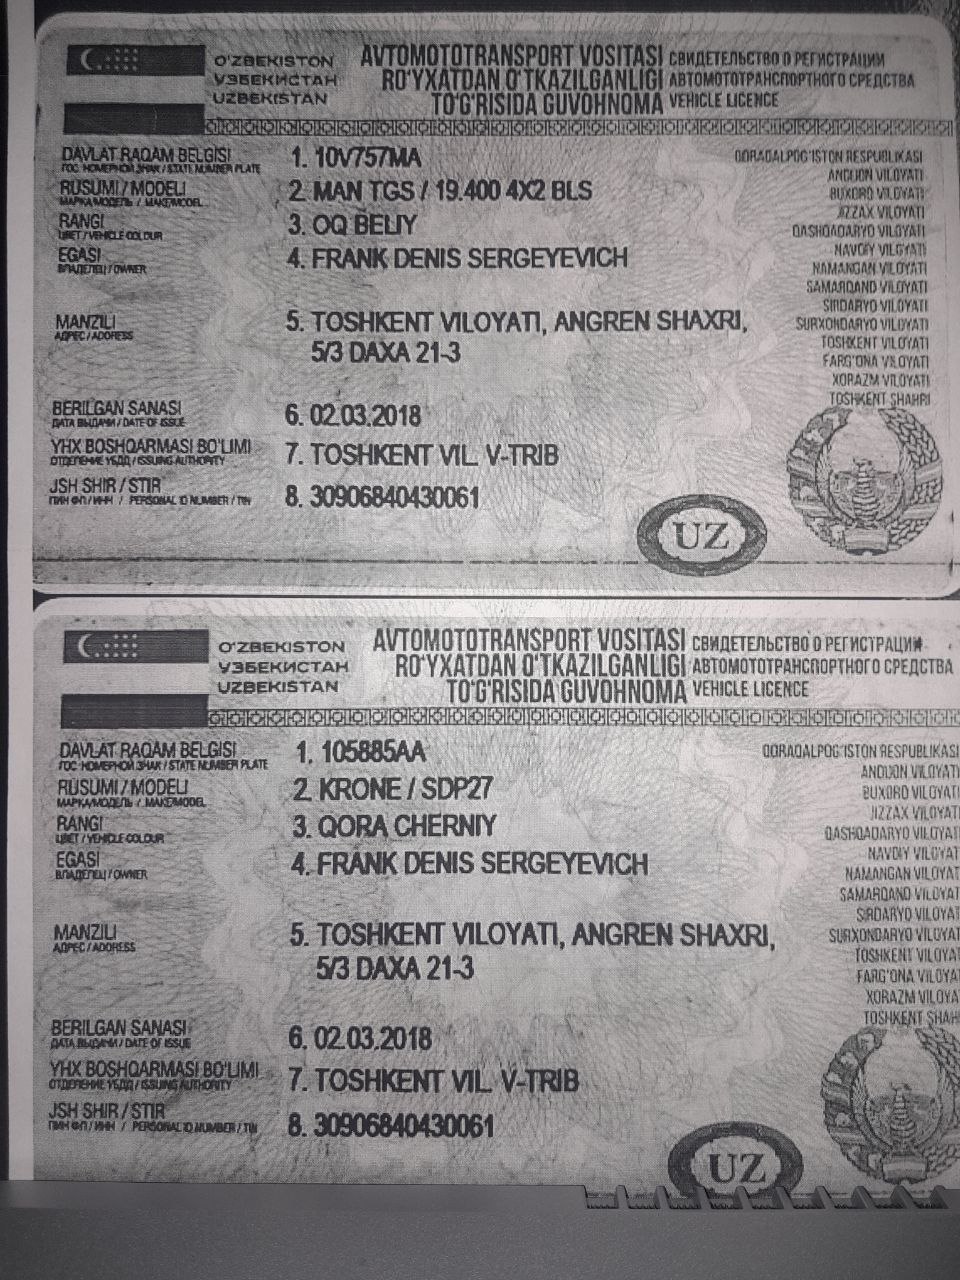 O'ZBEKISTON
УЗБЕКИСТАН
UZBEKISTAN
AVTOMOTOTRANSPORT VOSITASI
RO'YXATDAN O'TKAZILGANLIGI
TO'G'RISIDA GUVOHNOMA
СВИДЕТЕЛЬСТВО О РЕГИСТРАЦИИ
АВТОМОТОТРАНСПОРТНОГО СРЕДСТВА
VEHICLE LICENCE
DAVLAT RAQAM BELGISI
ГОС. НОМЕРНОЙ ЗНАК / STATE NUMBER PLATE
1. 10V757MA
RUSUMI / MODELI
МАРКА/МОДЕЛЬ / MAKE/MODEL
2. MAN TGS / 19.400 4X2 BLS
RANGI
ЦВЕТ / VEHICLE COLOUR
3. OQ BELIY
EGASI
ВЛАДЕЛЕЦ / OWNER
4. FRANK DENIS SERGEYEVICH
MANZILI
АДРЕС / ADDRESS
5. TOSHKENT VILOYATI, ANGREN SHAXRI,
5/3 DAXA 21-3
BERILGAN SANASI
ДАТА ВЫДАЧИ / DATE OF ISSUE
6. 02.03.2018
YHX BOSHQARMASI BO'LIMI
ОТДЕЛЕНИЕ УБДД / ISSUING AUTHORITY
7. TOSHKENT VIL. V-TRIB
JSH SHIR / STIR
ПИН ФЛ / ИНН / PERSONAL ID NUMBER / TIN
8. 30906840430061
QORAQALPOG'ISTON RESPUBLIKASI
ANDIJON VILOYATI
BUXORO VILOYATI
JIZZAX VILOYATI
QASHQADARYO VILOYATI
NAVOIY VILOYATI
NAMANGAN VILOYATI
SAMARQAND VILOYATI
SIRDARYO VILOYATI
SURXONDARYO VILOYATI
TOSHKENT VILOYATI
FARG'ONA VILOYATI
XORAZM VILOYATI
TOSHKENT SHAHRI
UZ
O'ZBEKISTON
УЗБЕКИСТАН
UZBEKISTAN
AVTOMOTOTRANSPORT VOSITASI
RO'YXATDAN O'TKAZILGANLIGI
TO'G'RISIDA GUVOHNOMA
СВИДЕТЕЛЬСТВО О РЕГИСТРАЦИИ
АВТОМОТОТРАНСПОРТНОГО СРЕДСТВА
VEHICLE LICENCE
DAVLAT RAQAM BELGISI
ГОС. НОМЕРНОЙ ЗНАК / STATE NUMBER PLATE
1. 105885AA
RUSUMI / MODELI
МАРКА/МОДЕЛЬ / MAKE/MODEL
2. KRONE / SDP27
RANGI
ЦВЕТ / VEHICLE COLOUR
3. QORA CHERNIY
EGASI
ВЛАДЕЛЕЦ / OWNER
4. FRANK DENIS SERGEYEVICH
MANZILI
АДРЕС / ADDRESS
5. TOSHKENT VILOYATI, ANGREN SHAXRI,
5/3 DAXA 21-3
BERILGAN SANASI
ДАТА ВЫДАЧИ / DATE OF ISSUE
6. 02.03.2018
YHX BOSHQARMASI BO'LIMI
ОТДЕЛЕНИЕ УБДД / ISSUING AUTHORITY
7. TOSHKENT VIL. V-TRIB
JSH SHIR / STIR
ПИН ФЛ / ИНН / PERSONAL ID NUMBER / TIN
8. 30906840430061
QORAQALPOG'ISTON RESPUBLIKASI
ANDIJON VILOYATI
BUXORO VILOYATI
JIZZAX VILOYATI
QASHQADARYO VILOYATI
NAVOIY VILOYAT
NAMANGAN VILOYAT
SAMARQAND VILOYAT
SIRDARYO VILOYAT
SURXONDARYO VILOYAT
TOSHKENT VILOYAT
FARG'ONA VILOYAT
XORAZM VILOYA
TOSHKENT SHAH
UZ